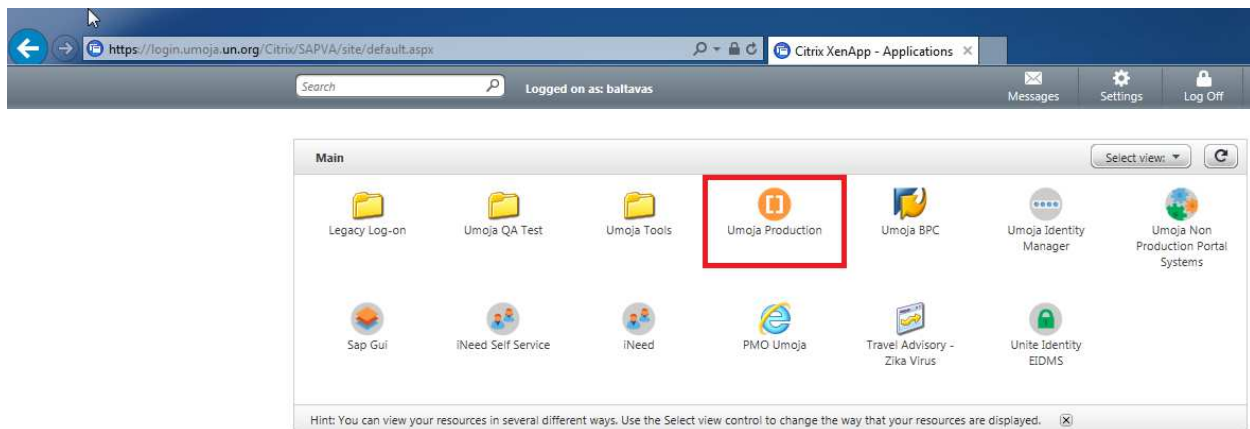 https://login.umoja.un.org/Citrix/SAPVA/site/default.aspx
Citrix XenApp - Applications
Search
Logged on as: baltavas
Messages
Settings
Log Off
Main
Select view:
Legacy Log-on
Umoja QA Test
Umoja Tools
Umoja Production
Umoja BPC
Umoja Identity
Manager
Umoja Non
Production Portal
Systems
Sap Gui
iNeed Self Service
iNeed
PMO Umoja
Travel Advisory -
Zika Virus
Unite Identity
EIDMS
Hint: You can view your resources in several different ways. Use the Select view control to change the way that your resources are displayed.